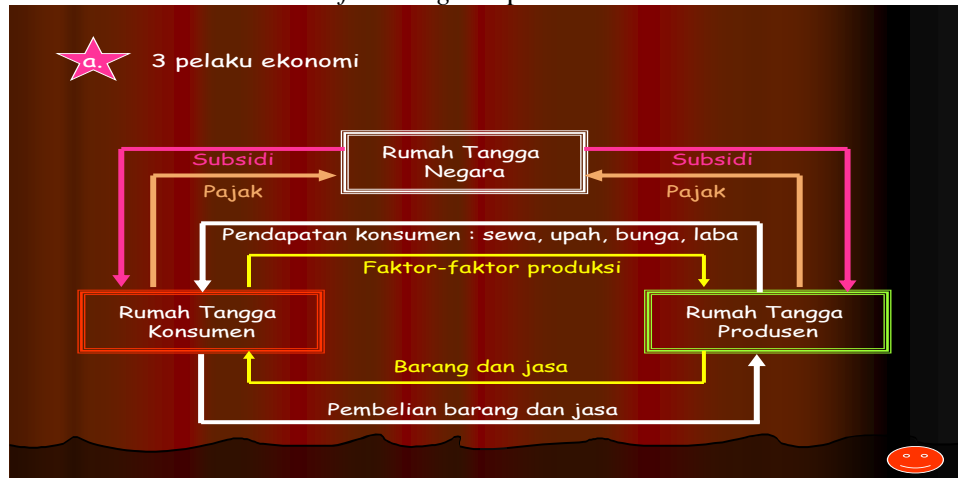 a.
3 pelaku ekonomi
Rumah Tangga
Negara
Subsidi
Subsidi
Pajak
Pajak
Pendapatan konsumen : sewa, upah, bunga, laba
Faktor-faktor produksi
Rumah Tangga
Konsumen
Rumah Tangga
Produsen
Barang dan jasa
Pembelian barang dan jasa